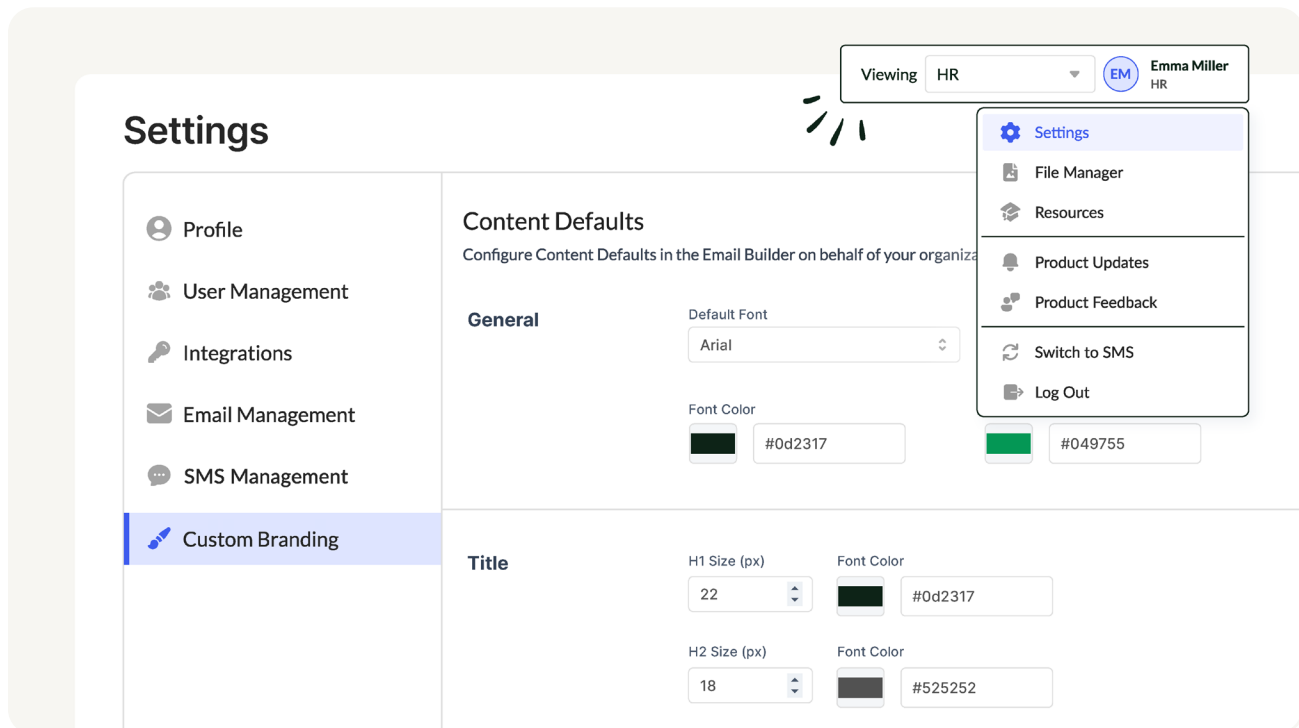 Viewing
HR
EM
Emma Miller
HR
Settings
File Manager
Resources
Product Updates
Product Feedback
Switch to SMS
Log Out
Settings
Profile
User Management
Integrations
Email Management
SMS Management
Custom Branding
Content Defaults
Configure Content Defaults in the Email Builder on behalf of your
General
Default Font
Arial
Font Color
#0d2317
#049755
Title
H1 Size (px)
Font Color
22
#0d2317
H2 Size (px)
Font Color
18
#525252